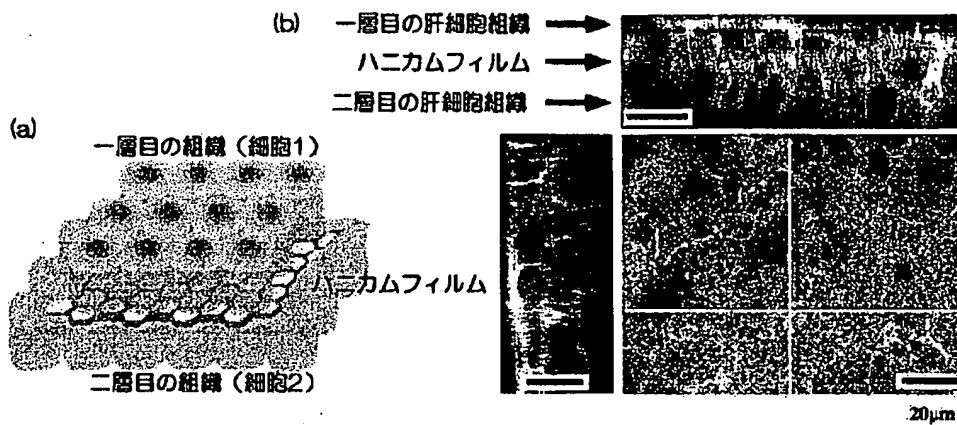 (b)
一層目の肝細胞組織
ハニカムフィルム
二層目の肝細胞組織
(a)
一層目の組織（細胞1）
ハニカムフィルム
二層目の組織（細胞2）
20μm